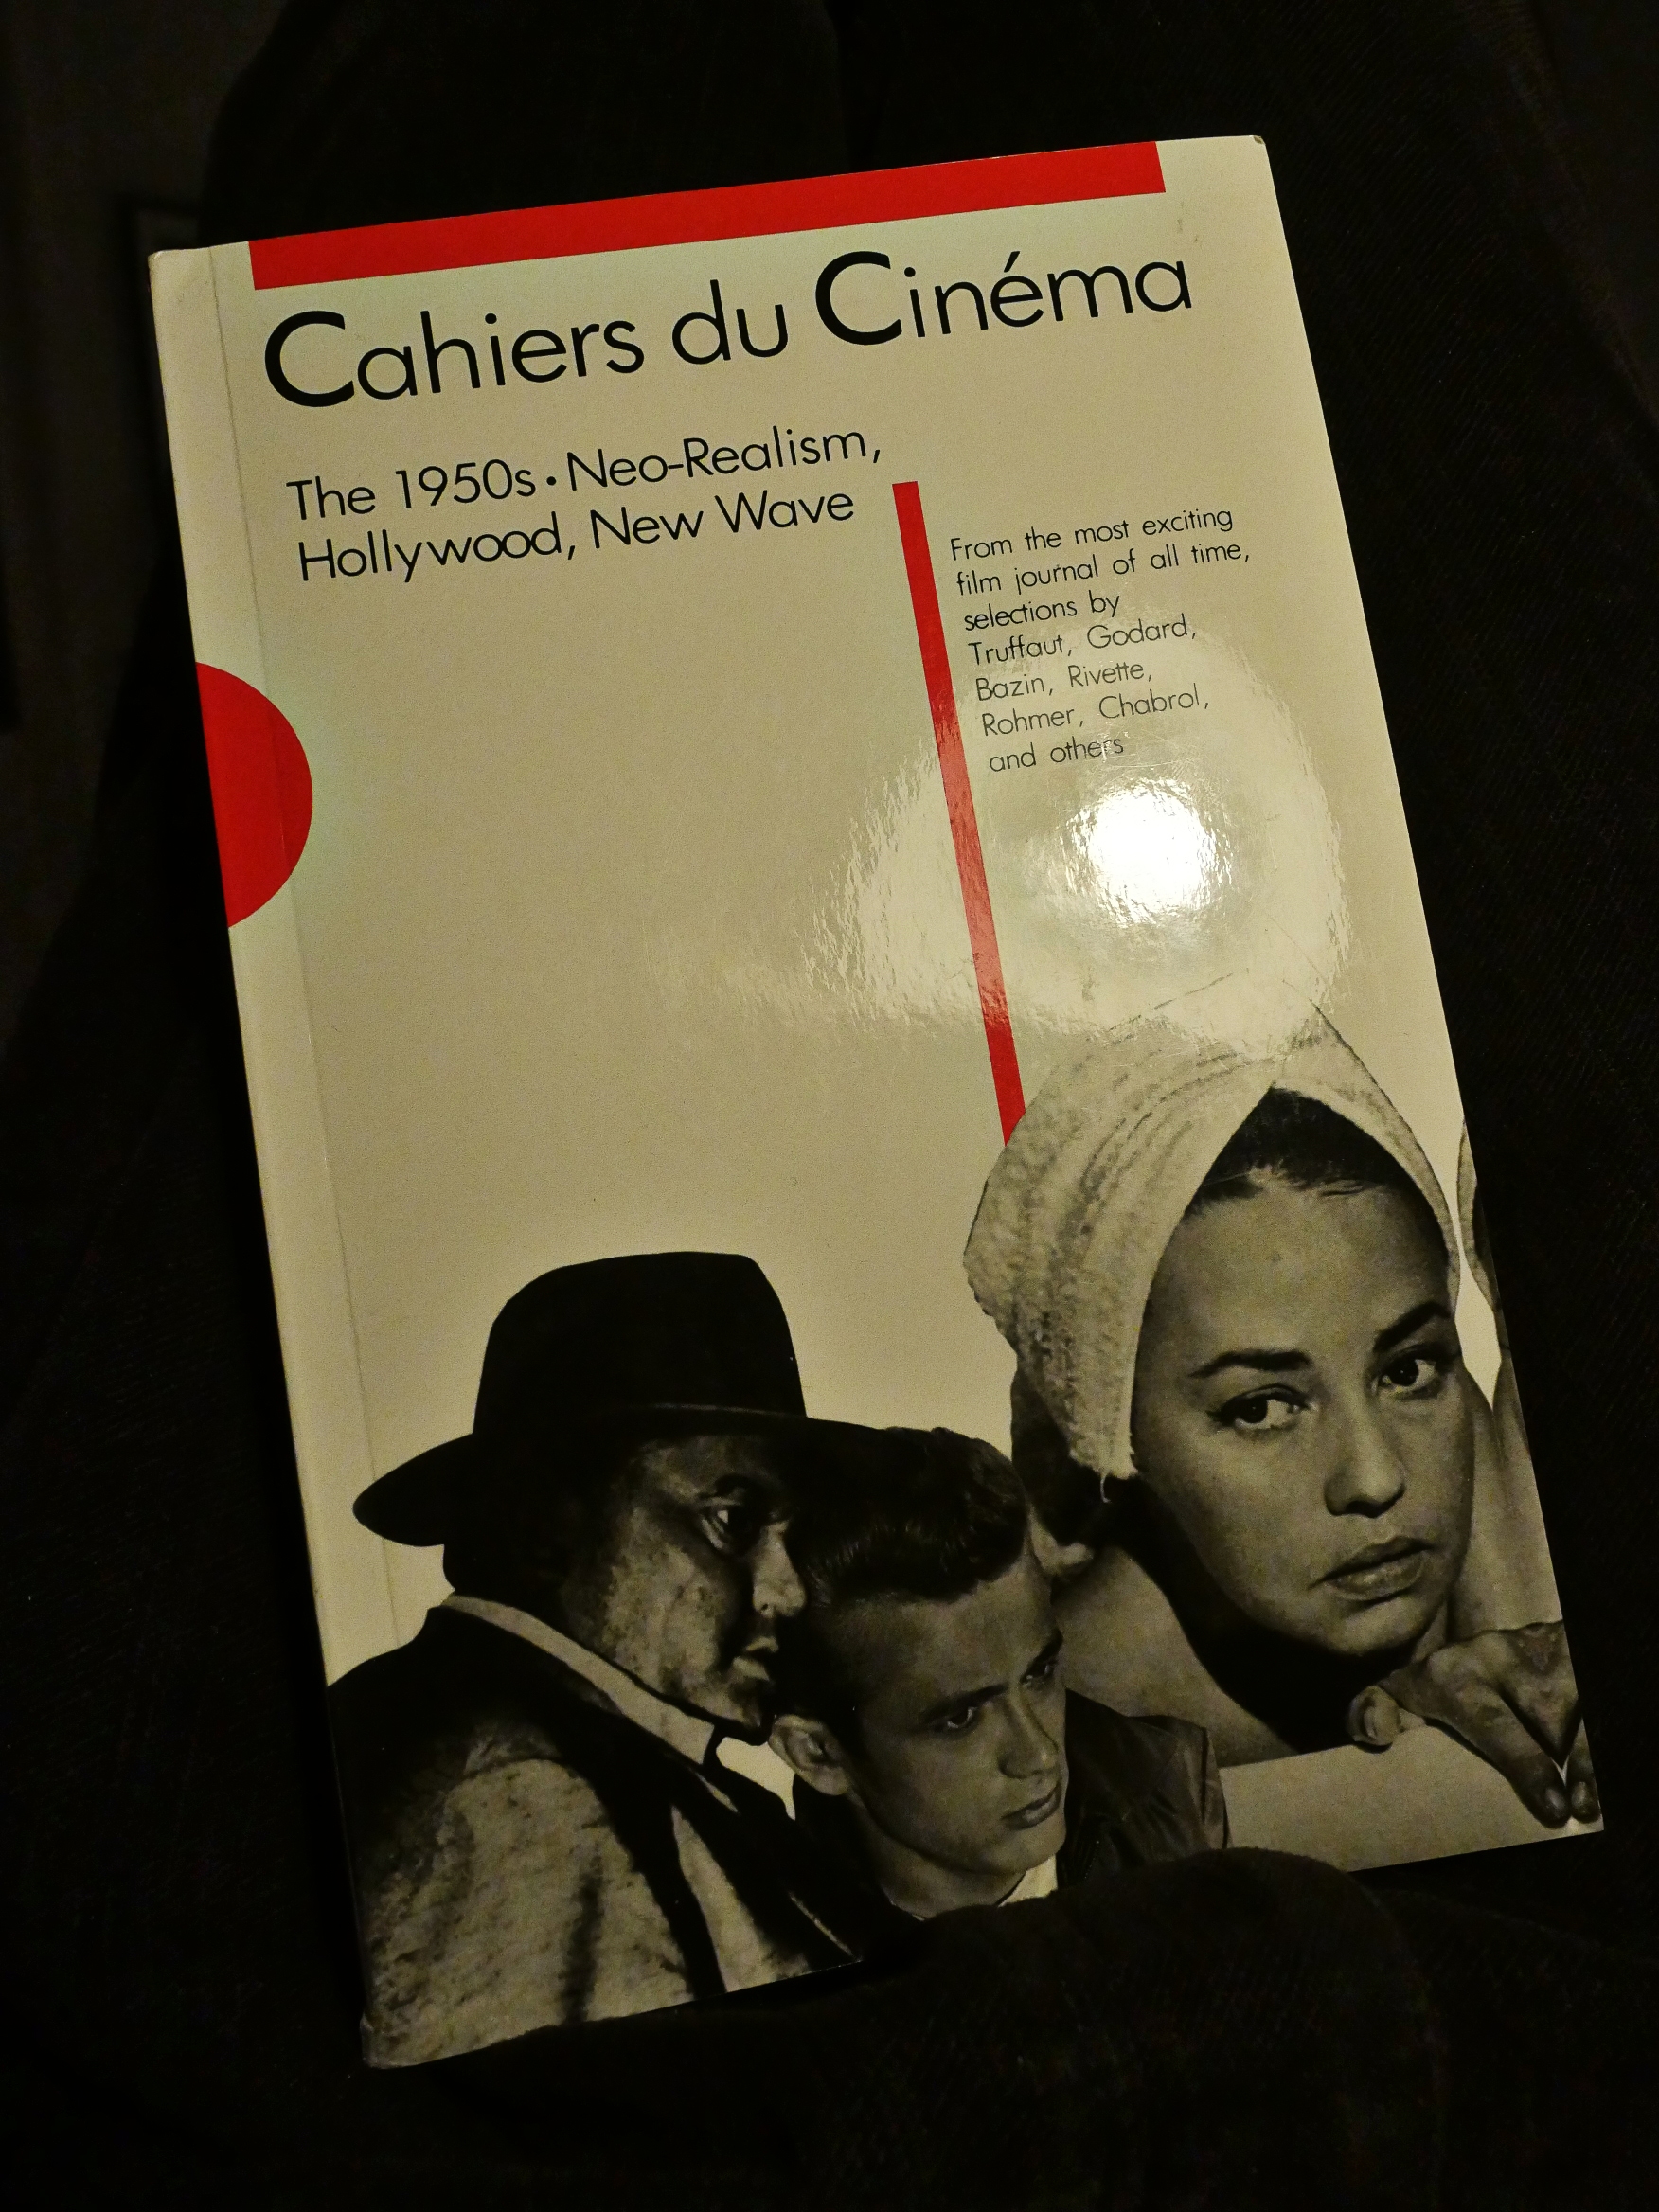 Cahiers du Cinéma
The 1950s • Neo-Realism,
Hollywood, New Wave
From the most exciting
film journal of all time,
selections by
Truffaut, Godard,
Bazin, Rivette,
Rohmer, Chabrol,
and others